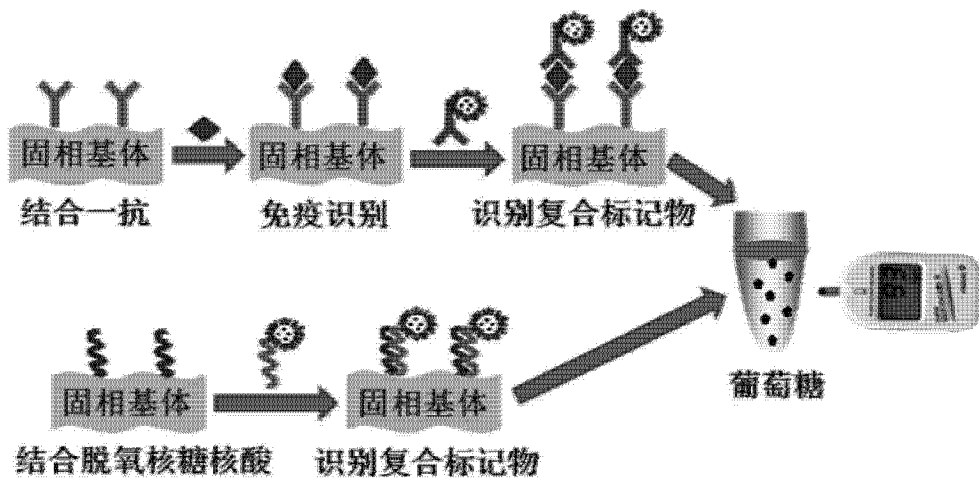 固相基体
固相基体
固相基体
结合一抗
免疫识别
识别复合标记物
固相基体
固相基体
葡萄糖
结合脱氧核糖核酸
识别复合标记物